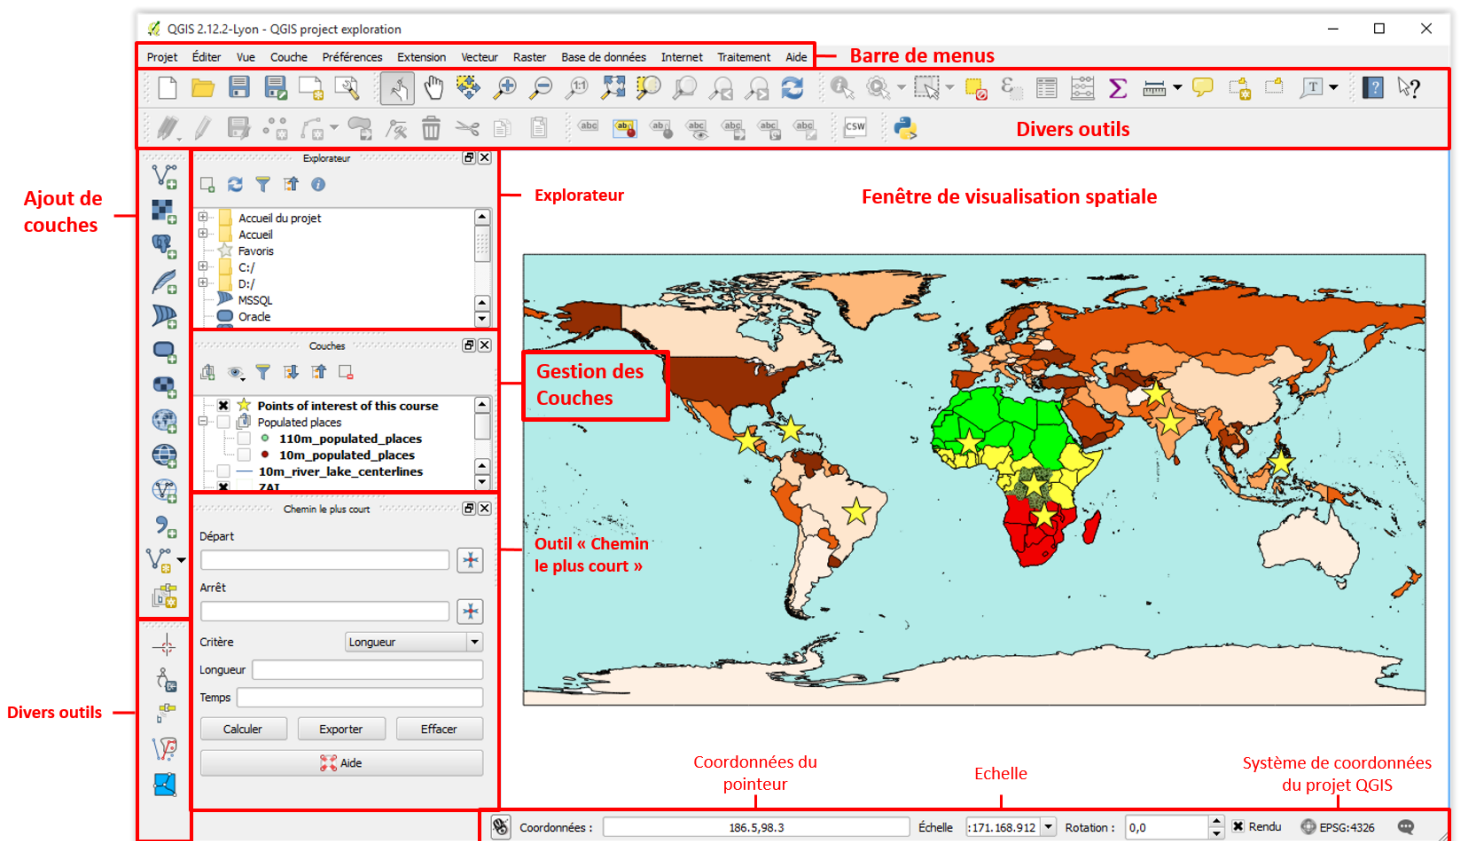 QGIS 2.12.2-Lyon - QGIS project exploration
Projet Éditer Vue Couche Préférences Extension Vecteur Raster Base de données Internet Traitement Aide
Barre de menus
Divers outils
CSW
Ajout de
couches
Explorateur
Accueil du projet
Accueil
Favoris
C:/
D:/
MSSQL
Oracle
Explorateur
Fenêtre de visualisation spatiale
Couches
Points of interest of this course
Populated places
110m_populated_places
10m_populated_places
10m_river_lake_centerlines
ZAI
Gestion des
Couches
Chemin le plus court
Départ
Arrêt
Critère Longueur
Longueur
Temps
Calculer Exporter Effacer
Aide
Outil « Chemin
le plus court »
Divers outils
Coordonnées du
pointeur
Echelle
Système de coordonnées
du projet QGIS
Coordonnées : 186.5,98.3 Échelle :171.168.912 Rotation : 0,0 Rendu EPSG:4326